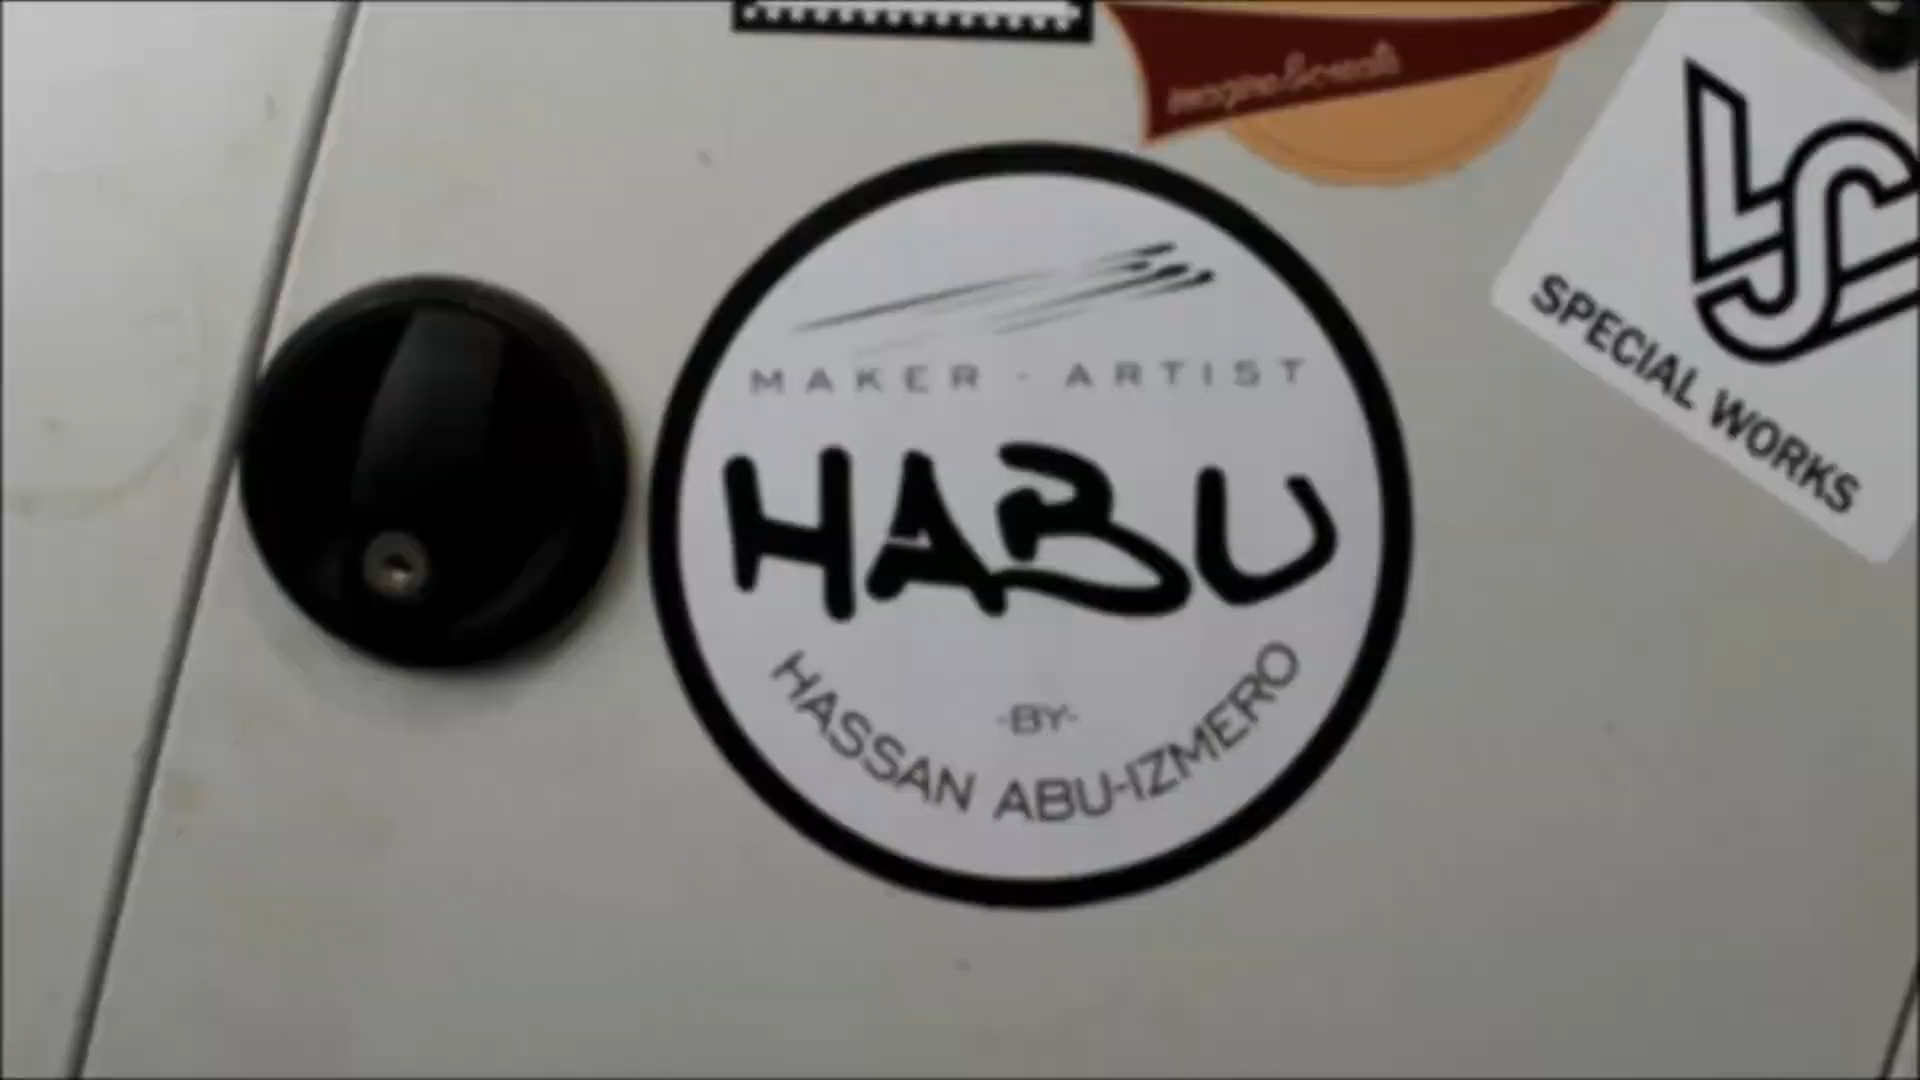 MAKER - ARTIST
HABU
-BY-
HASSAN ABU-IZMERO
SPECIAL WORKS